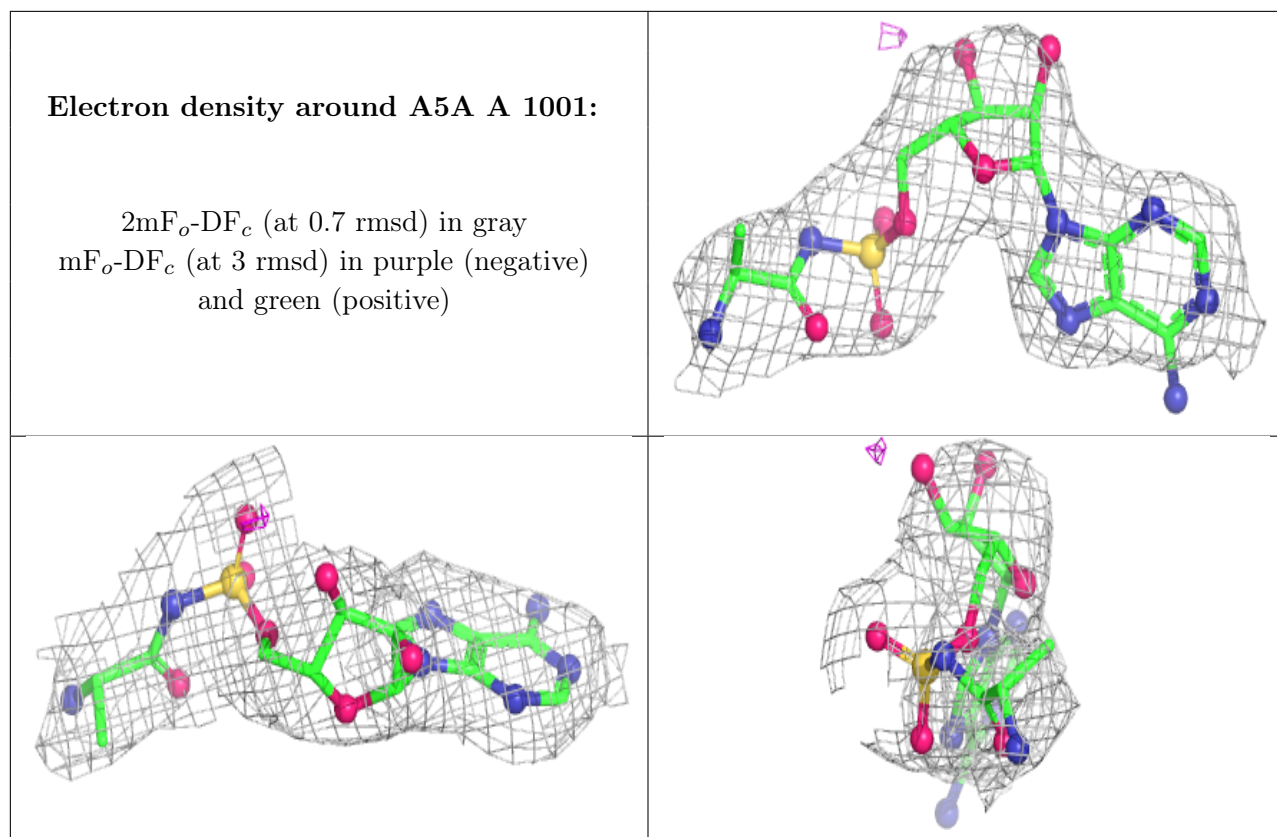 Electron density around A5A A 1001:
2mFo-DFc (at 0.7 rmsd) in gray
mFo-DFc (at 3 rmsd) in purple (negative)
and green (positive)